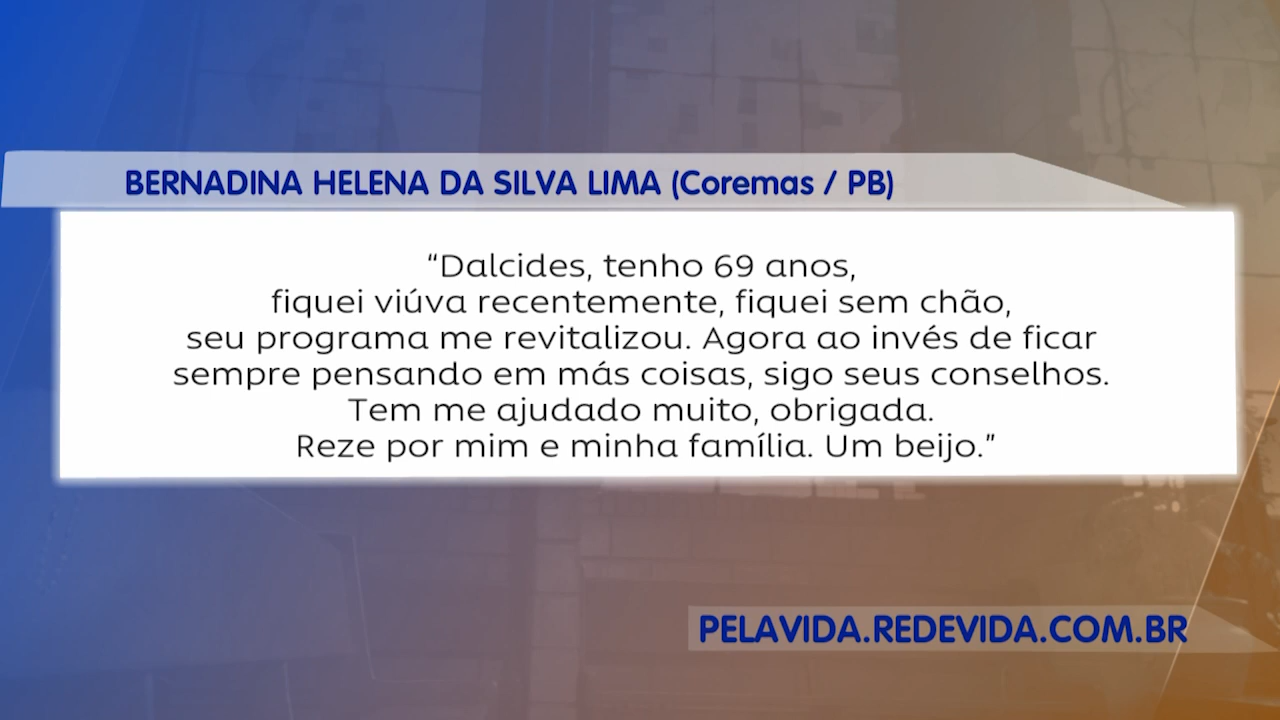 BERNADINA HELENA DA SILVA LIMA (Coremas / PB)
“Dalcides, tenho 69 anos,
fiquei viúva recentemente, fiquei sem chão,
seu programa me revitalizou. Agora ao invés de ficar
sempre pensando em más coisas, sigo seus conselhos.
Tem me ajudado muito, obrigada.
Reze por mim e minha família. Um beijo.”
PELAVIDA.REDEVIDA.COM.BR